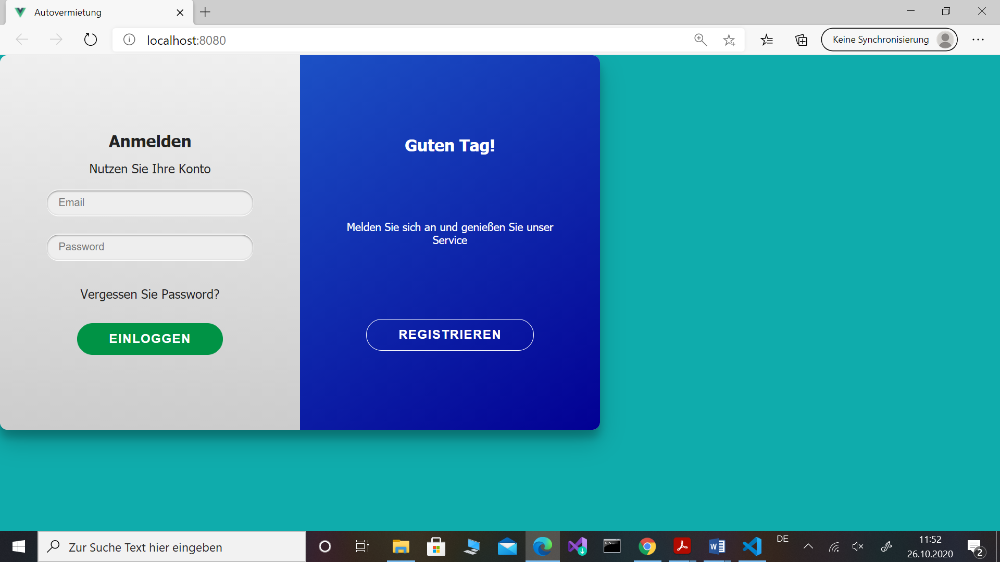 Autovermietung
localhost:8080
Keine Synchronisierung
Anmelden
Nutzen Sie Ihre Konto
Email
Password
Vergessen Sie Password?
EINLOGGEN
Guten Tag!
Melden Sie sich an und genießen Sie unser
Service
REGISTRIEREN
Zur Suche Text hier eingeben
DE
11:52
26.10.2020
2